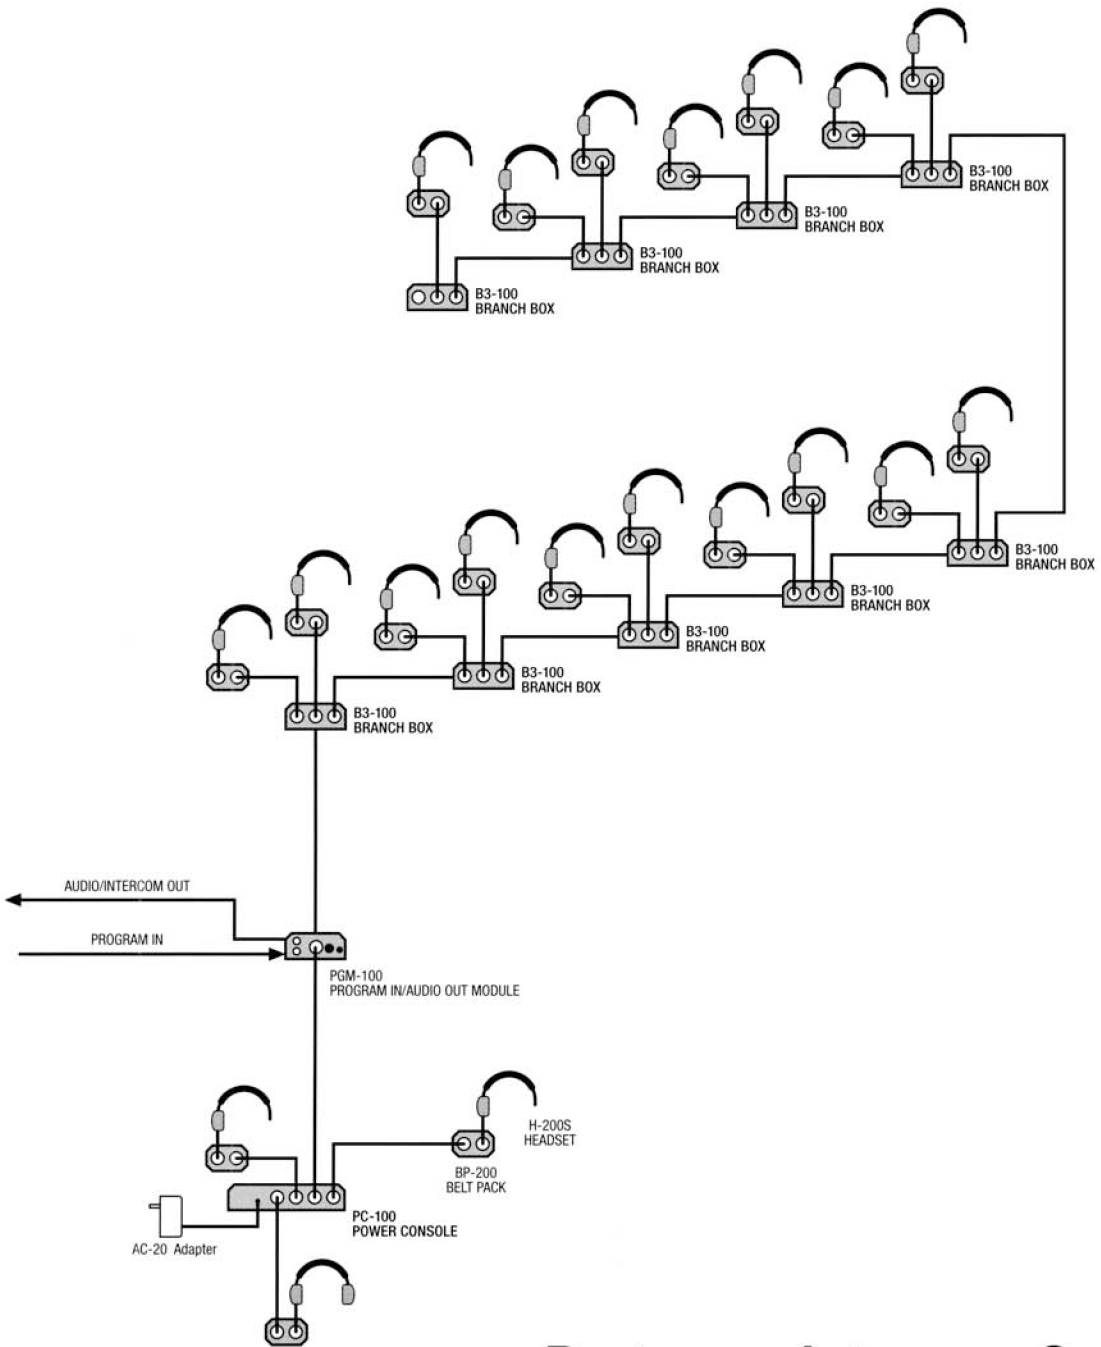 B3-100
BRANCH BOX
B3-100
BRANCH BOX
B3-100
BRANCH BOX
B3-100
BRANCH BOX
B3-100
BRANCH BOX
B3-100
BRANCH BOX
B3-100
BRANCH BOX
B3-100
BRANCH BOX
B3-100
BRANCH BOX
AUDIO/INTERCOM OUT
PROGRAM IN
PGM-100
PROGRAM IN/AUDIO OUT MODULE
H-200S
HEADSET
BP-200
BELT PACK
PC-100
POWER CONSOLE
AC-20 Adapter